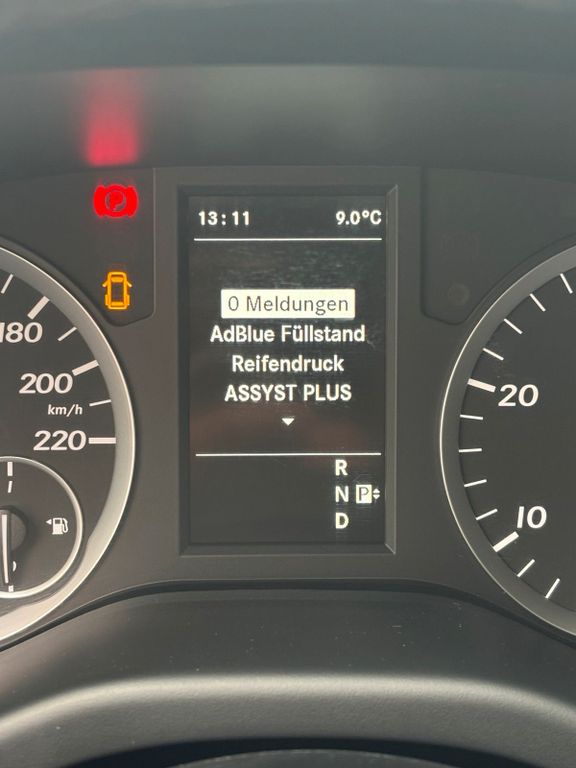 13:11 9.0°C
0 Meldungen
AdBlue Füllstand
Reifendruck
ASSYST PLUS
R
N P
D
180
200
km/h
220
20
10
P